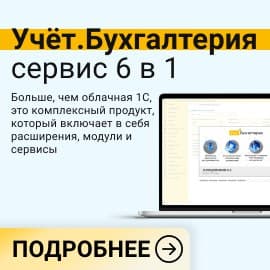 Учёт.Бухгалтерия
сервис 6 в 1
Больше, чем облачная 1С,
это комплексный продукт,
который включает в себя
расширения, модули и
сервисы
ПОДРОБНЕЕ